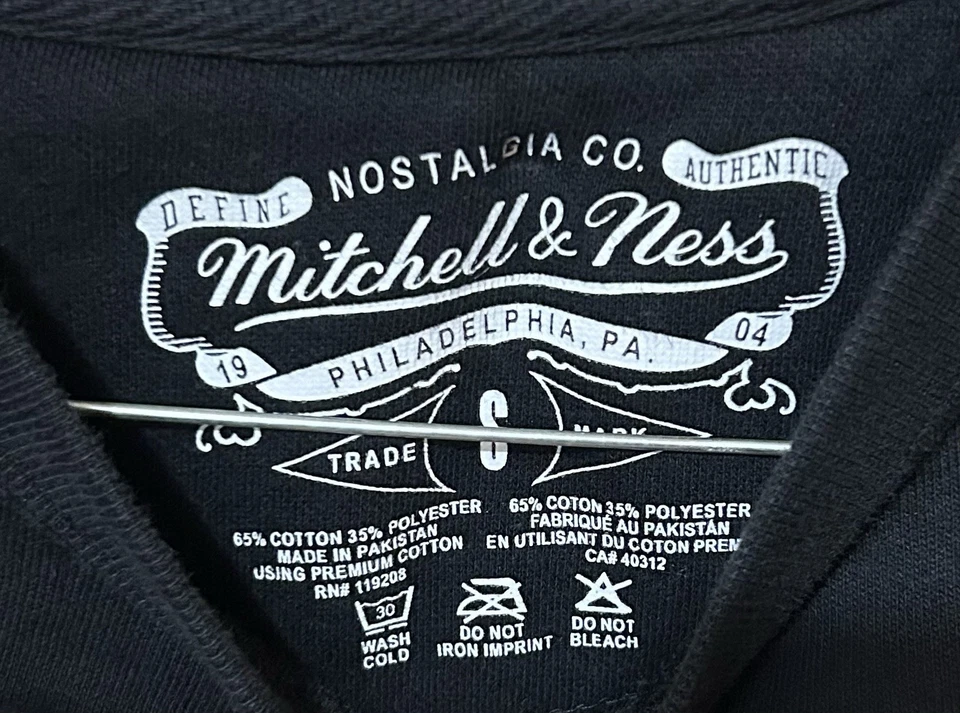 NOSTALGIA CO.
DEFINE
AUTHENTIC
Mitchell & Ness
PHILADELPHIA, PA.
19
04
TRADE
S
MARK
65% COTTON 35% POLYESTER
MADE IN PAKISTAN
USING PREMIUM COTTON
RN# 119208
65% COTON 35% POLYESTER
FABRIQUÉ AU PAKISTAN
EN UTILISANT DU COTON PREM
CA# 40312
30
WASH
COLD
DO NOT
IRON IMPRINT
DO NOT
BLEACH